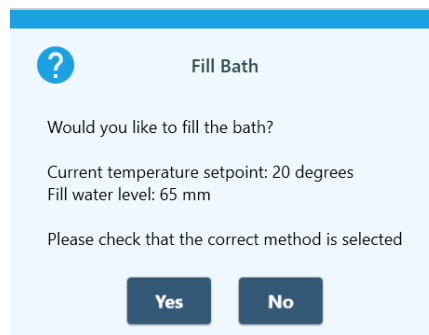 ?
Fill Bath
Would you like to fill the bath?
Current temperature setpoint: 20 degrees
Fill water level: 65 mm
Please check that the correct method is selected
Yes
No